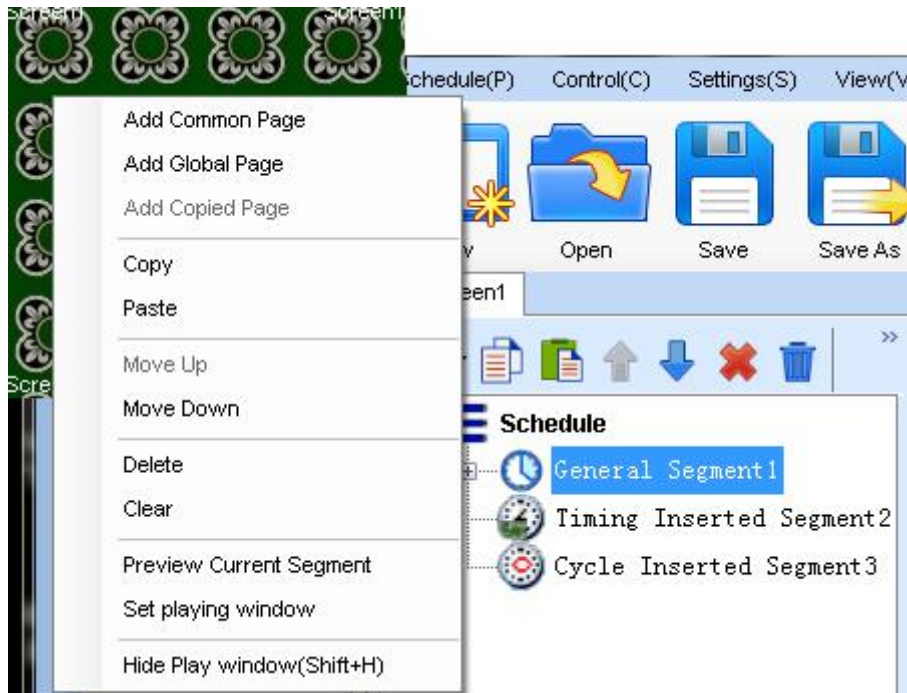 Screen1
Screen1
Schedule(P) Control(C) Settings(S) View(V
Add Common Page
Add Global Page
Add Copied Page
Open Save Save As
Copy
Paste
Move Up
Move Down
Schedule
Delete
General Segment1
Clear
Timing Inserted Segment2
Preview Current Segment
Cycle Inserted Segment3
Set playing window
Hide Play window(Shift+H)